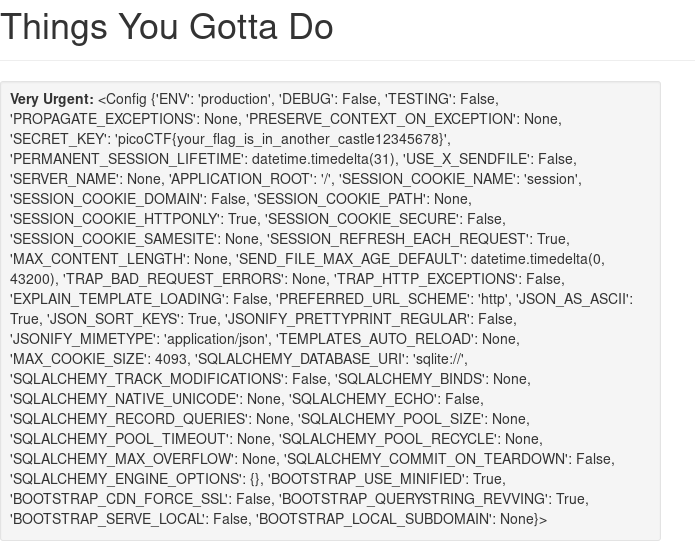 Things You Gotta Do
Very Urgent: <Config {'ENV': 'production', 'DEBUG': False, 'TESTING': False,
'PROPAGATE_EXCEPTIONS': None, 'PRESERVE_CONTEXT_ON_EXCEPTION': None,
'SECRET_KEY': 'picoCTF{your_flag_is_in_another_castle12345678}',
'PERMANENT_SESSION_LIFETIME': datetime.timedelta(31), 'USE_X_SENDFILE': False,
'SERVER_NAME': None, 'APPLICATION_ROOT': '/', 'SESSION_COOKIE_NAME': 'session',
'SESSION_COOKIE_DOMAIN': False, 'SESSION_COOKIE_PATH': None,
'SESSION_COOKIE_HTTPONLY': True, 'SESSION_COOKIE_SECURE': False,
'SESSION_COOKIE_SAMESITE': None, 'SESSION_REFRESH_EACH_REQUEST': True,
'MAX_CONTENT_LENGTH': None, 'SEND_FILE_MAX_AGE_DEFAULT': datetime.timedelta(0,
43200), 'TRAP_BAD_REQUEST_ERRORS': None, 'TRAP_HTTP_EXCEPTIONS': False,
'EXPLAIN_TEMPLATE_LOADING': False, 'PREFERRED_URL_SCHEME': 'http', 'JSON_AS_ASCII':
True, 'JSON_SORT_KEYS': True, 'JSONIFY_PRETTYPRINT_REGULAR': False,
'JSONIFY_MIMETYPE': 'application/json', 'TEMPLATES_AUTO_RELOAD': None,
'MAX_COOKIE_SIZE': 4093, 'SQLALCHEMY_DATABASE_URI': 'sqlite://',
'SQLALCHEMY_TRACK_MODIFICATIONS': False, 'SQLALCHEMY_BINDS': None,
'SQLALCHEMY_NATIVE_UNICODE': None, 'SQLALCHEMY_ECHO': False,
'SQLALCHEMY_RECORD_QUERIES': None, 'SQLALCHEMY_POOL_SIZE': None,
'SQLALCHEMY_POOL_TIMEOUT': None, 'SQLALCHEMY_POOL_RECYCLE': None,
'SQLALCHEMY_MAX_OVERFLOW': None, 'SQLALCHEMY_COMMIT_ON_TEARDOWN': False,
'SQLALCHEMY_ENGINE_OPTIONS': {}, 'BOOTSTRAP_USE_MINIFIED': True,
'BOOTSTRAP_CDN_FORCE_SSL': False, 'BOOTSTRAP_QUERYSTRING_REVVING': True,
'BOOTSTRAP_SERVE_LOCAL': False, 'BOOTSTRAP_LOCAL_SUBDOMAIN': None}>